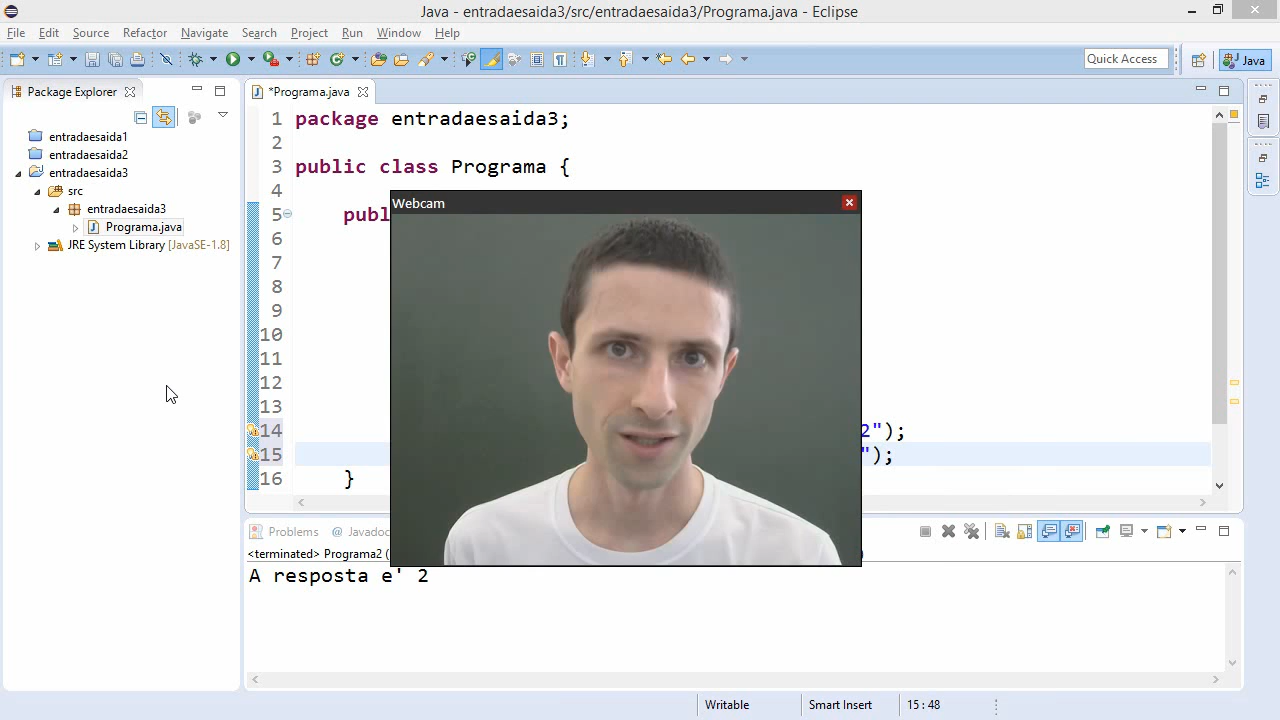 Java - entradaesaida3/src/entradaesaida3/Programa.java - Eclipse
File Edit Source Refactor Navigate Search Project Run Window Help
Quick Access
Java
Package Explorer
*Programa.java
entradaesaida1
entradaesaida2
entradaesaida3
src
entradaesaida3
Programa.java
JRE System Library [JavaSE-1.8]
1 package entradaesaida3;
2
3 public class Programa {
4
5 publ
6
7
8
9
10
11
12
13
14 2");
15 ");
16 }
Webcam
Problems @ Javadoc
<terminated> Programa2 (
A resposta e' 2
Writable Smart Insert 15 : 48